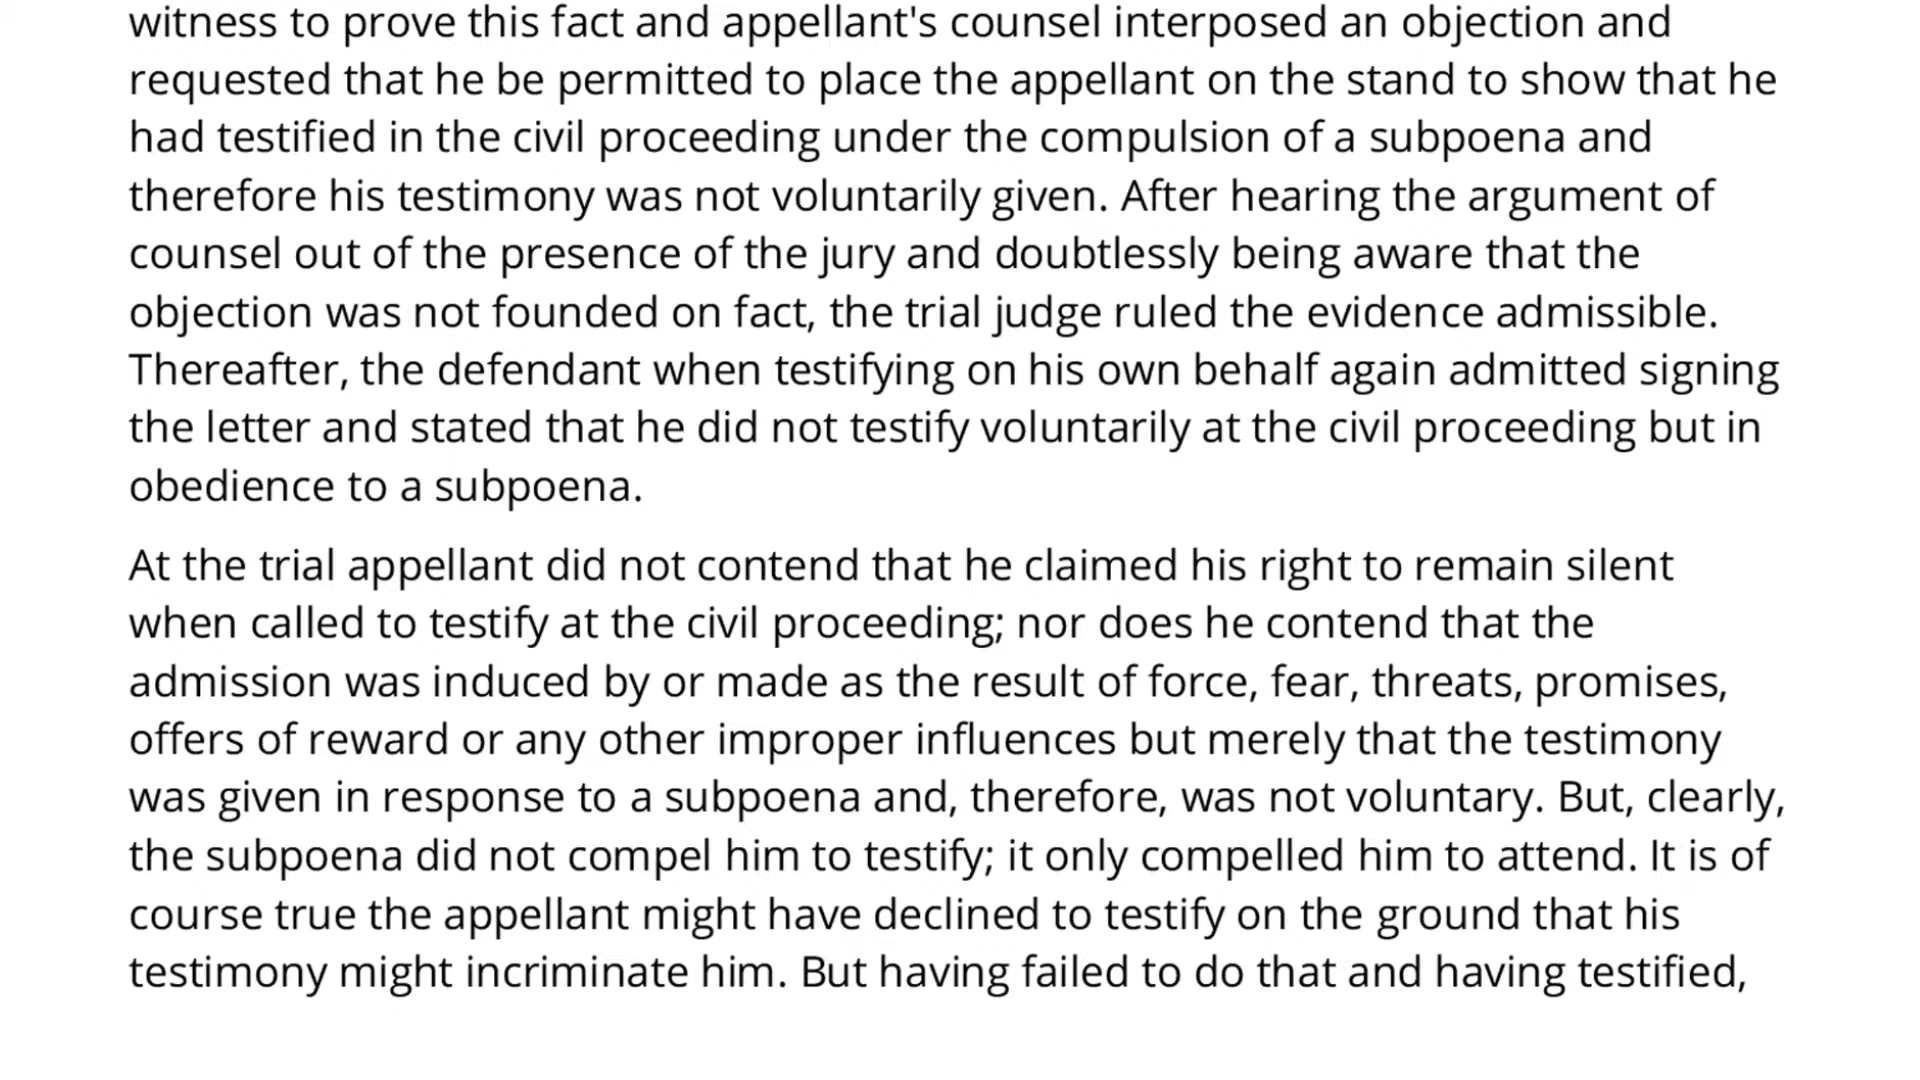 witness to prove this fact and appellant's counsel interposed an objection and
requested that he be permitted to place the appellant on the stand to show that he
had testified in the civil proceeding under the compulsion of a subpoena and
therefore his testimony was not voluntarily given. After hearing the argument of
counsel out of the presence of the jury and doubtlessly being aware that the
objection was not founded on fact, the trial judge ruled the evidence admissible.
Thereafter, the defendant when testifying on his own behalf again admitted signing
the letter and stated that he did not testify voluntarily at the civil proceeding but in
obedience to a subpoena.
At the trial appellant did not contend that he claimed his right to remain silent
when called to testify at the civil proceeding; nor does he contend that the
admission was induced by or made as the result of force, fear, threats, promises,
offers of reward or any other improper influences but merely that the testimony
was given in response to a subpoena and, therefore, was not voluntary. But, clearly,
the subpoena did not compel him to testify; it only compelled him to attend. It is of
course true the appellant might have declined to testify on the ground that his
testimony might incriminate him. But having failed to do that and having testified,